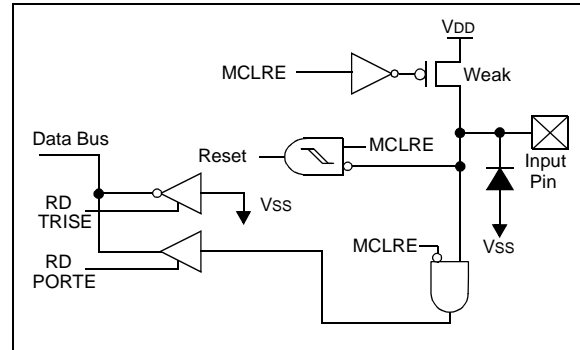 VDD
MCLRE
Weak
Data Bus
Reset
MCLRE
Input
Pin
RD
TRISE
VSS
VSS
MCLRE
RD
PORTE